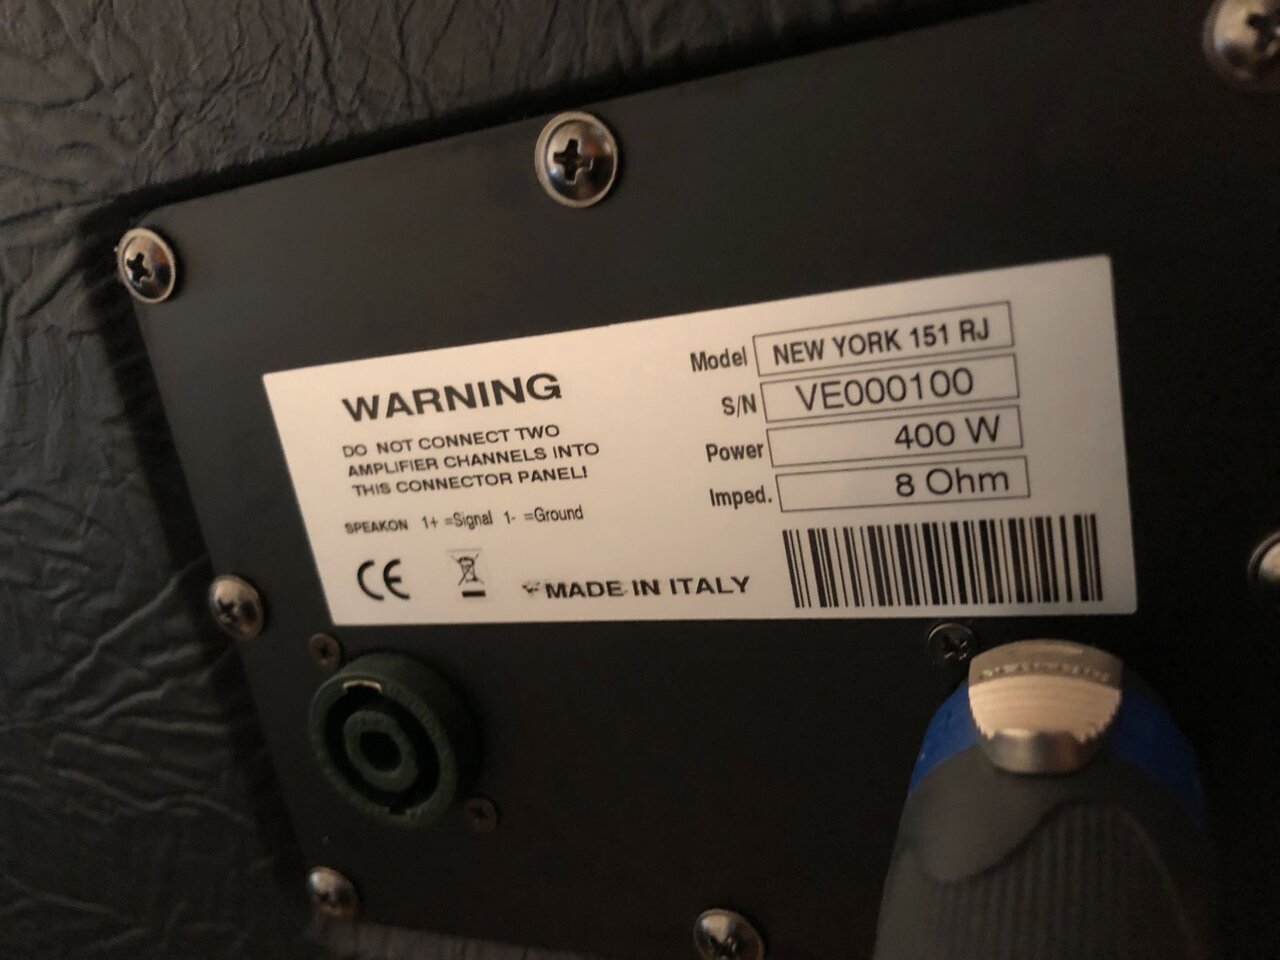 WARNING
DO NOT CONNECT TWO
AMPLIFIER CHANNELS INTO
THIS CONNECTOR PANEL!
SPEAKON 1+ =Signal 1- =Ground
CE
MADE IN ITALY
Model NEW YORK 151 RJ
S/N VE000100
Power 400 W
Imped. 8 Ohm